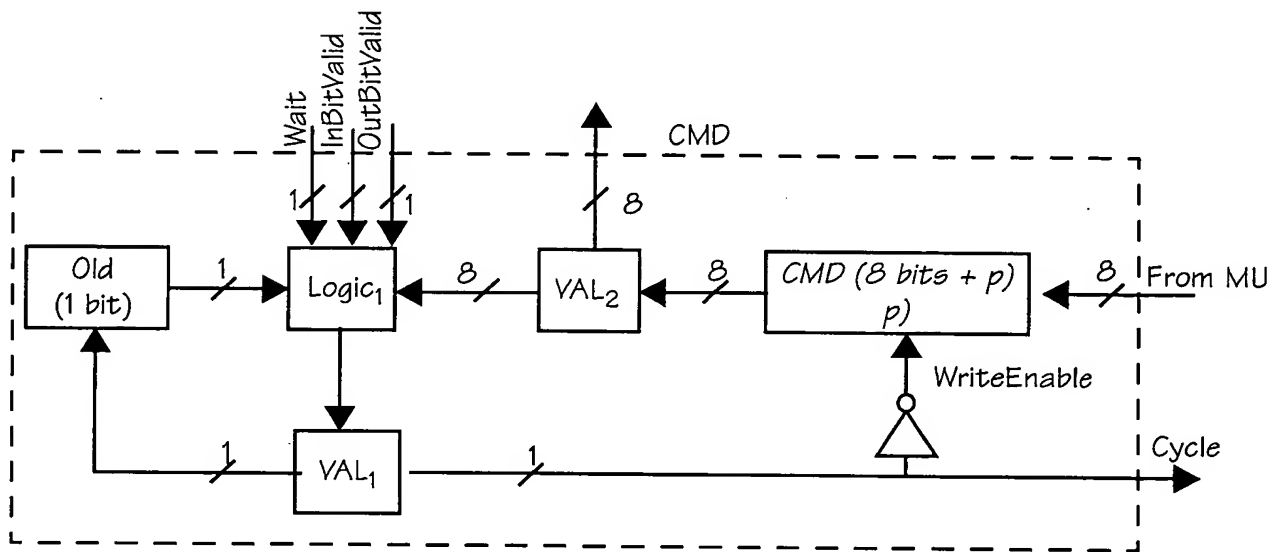 Wait
InBitValid
OutBitValid
CMD
1
1
8
Old
(1 bit)
1
Logic1
8
VAL2
8
CMD (8 bits + p)
p)
8
From MU
WriteEnable
1
VAL1
1
Cycle